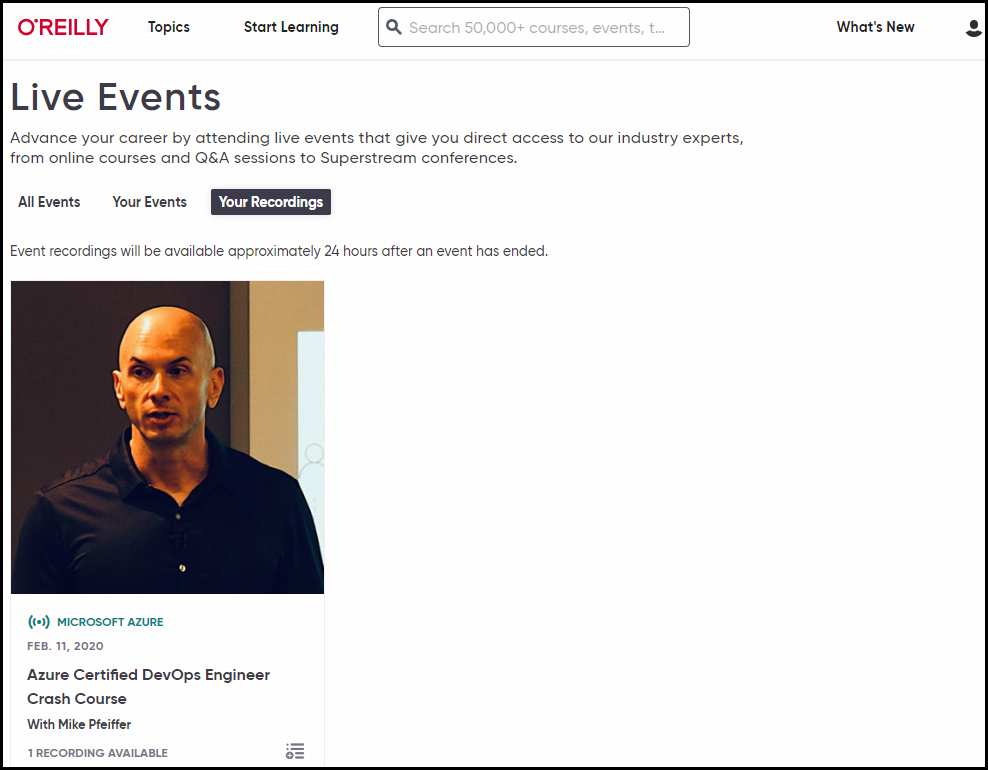 O'REILLY Topics Start Learning Search 50,000+ courses, events, t... What's New
Live Events
Advance your career by attending live events that give you direct access to our industry experts,
from online courses and Q&A sessions to Superstream conferences.
All Events Your Events Your Recordings
Event recordings will be available approximately 24 hours after an event has ended.
MICROSOFT AZURE
FEB. 11, 2020
Azure Certified DevOps Engineer
Crash Course
With Mike Pfeiffer
1 RECORDING AVAILABLE